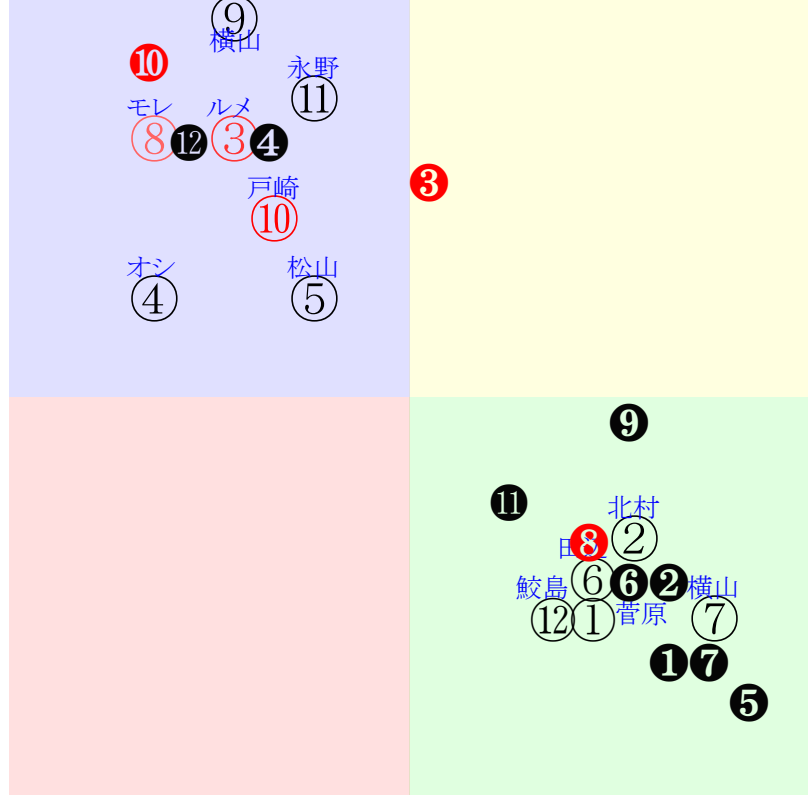 ⑨
横山
❿
永野
⑪
モレ
ルメ
⑧
⓬
③
❹
❸
戸崎
⑩
オシ
松山
④
⑤
❾
⓫
北村
②
❽
⑥
❻
❷
鮫島
横山
⑫
①
菅原
⑦
❶
❼
❺